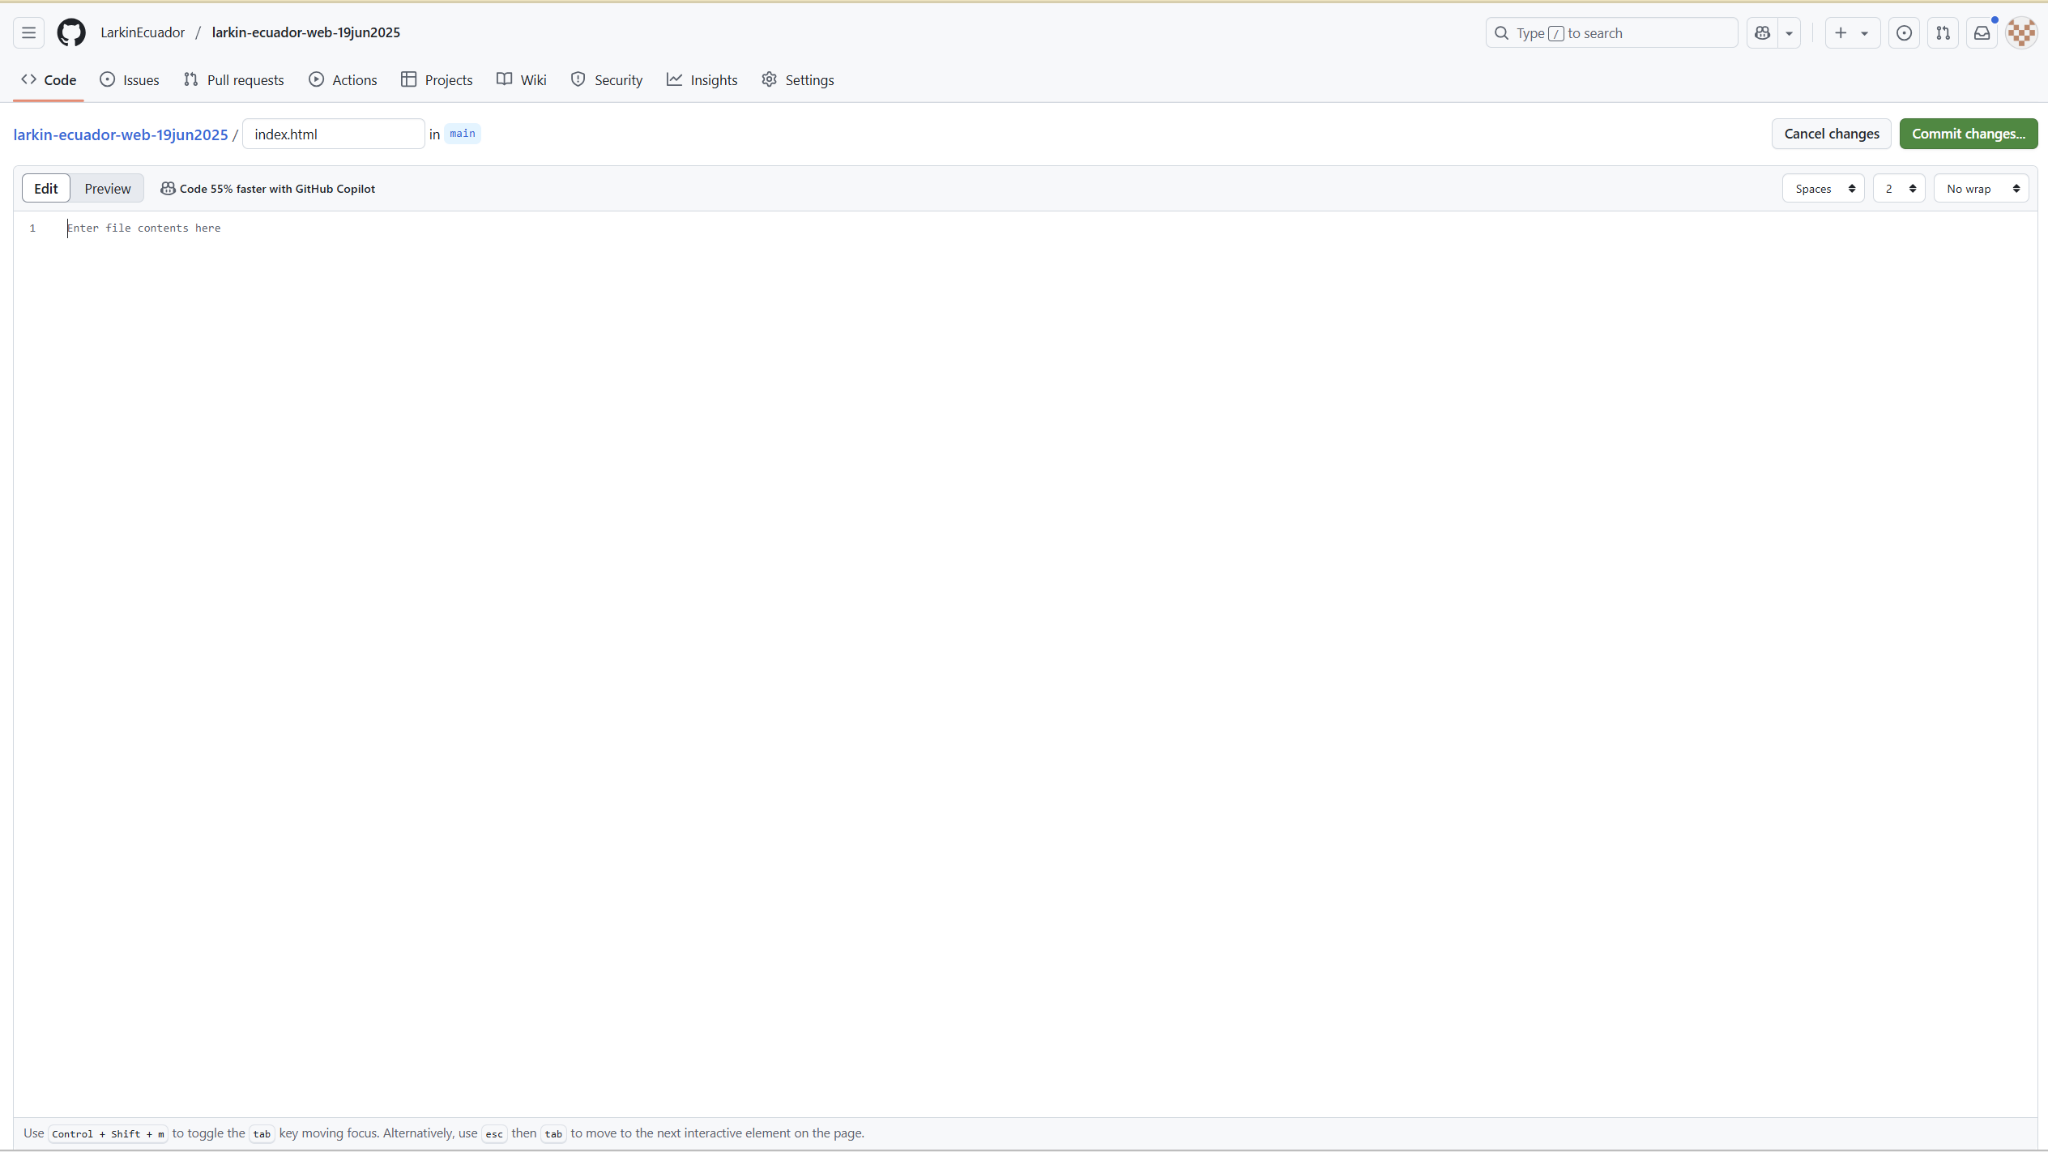 LarkinEcuador / larkin-ecuador-web-19jun2025
Type / to search
Code Issues Pull requests Actions Projects Wiki Security Insights Settings
larkin-ecuador-web-19jun2025 / index.html in main
Cancel changes Commit changes...
Edit Preview Code 55% faster with GitHub Copilot
Spaces 2 No wrap
1 Enter file contents here
Use Control + Shift + m to toggle the tab key moving focus. Alternatively, use esc then tab to move to the next interactive element on the page.